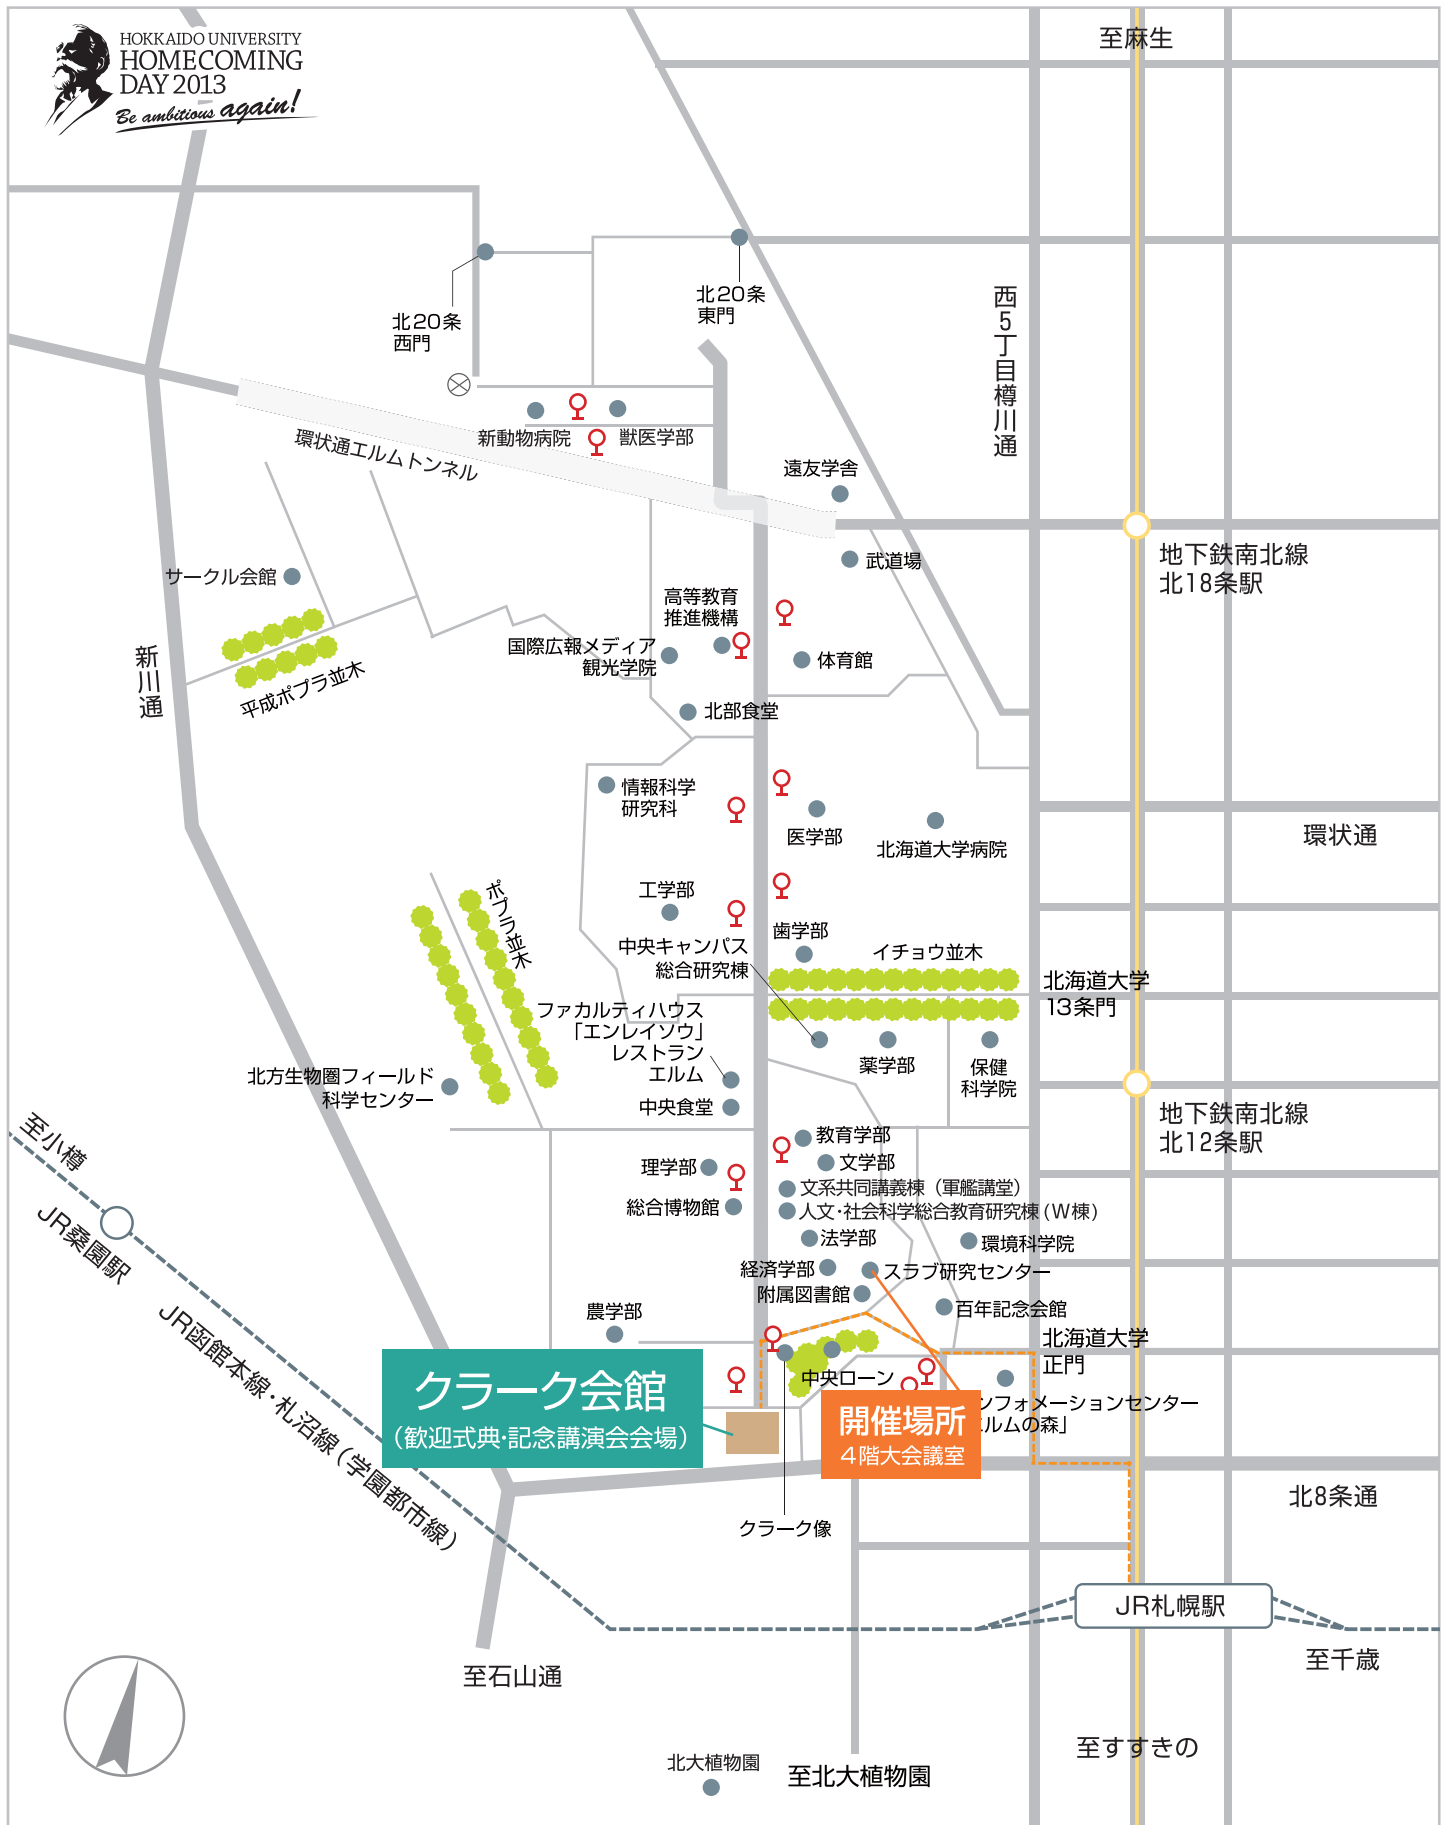 HOKKAIDO UNIVERSITY
HOMECOMING
DAY 2013
Be ambitious again!
至麻生
北20条
西門
北20条
東門
西5丁目樽川通
環状通エルムトンネル
新動物病院
獣医学部
遠友学舎
武道場
地下鉄南北線
北18条駅
サークル会館
平成ポプラ並木
新川通
高等教育
推進機構
国際広報メディア
観光学院
体育館
北部食堂
情報科学
研究科
医学部
北海道大学病院
環状通
工学部
ポプラ並木
歯学部
中央キャンパス
総合研究棟
イチョウ並木
北海道大学
13条門
ファカルティハウス
「エンレイソウ」
レストラン
エルム
中央食堂
薬学部
保健
科学院
北方生物圏フィールド
科学センター
地下鉄南北線
北12条駅
教育学部
文学部
理学部
総合博物館
文系共同講義棟（軍艦講堂）
人文・社会科学総合教育研究棟(W棟)
法学部
環境科学院
経済学部
スラブ研究センター
附属図書館
百年記念会館
至小樽
JR桑園駅
JR函館本線・札沼線（学園都市線）
農学部
北海道大学
正門
クラーク会館
（歓迎式典・記念講演会会場）
中央ローン
開催場所
4階大会議室
ンフォメーションセンター
ルムの森」
北8条通
クラーク像
JR札幌駅
至千歳
至石山通
至すすきの
北大植物園
至北大植物園